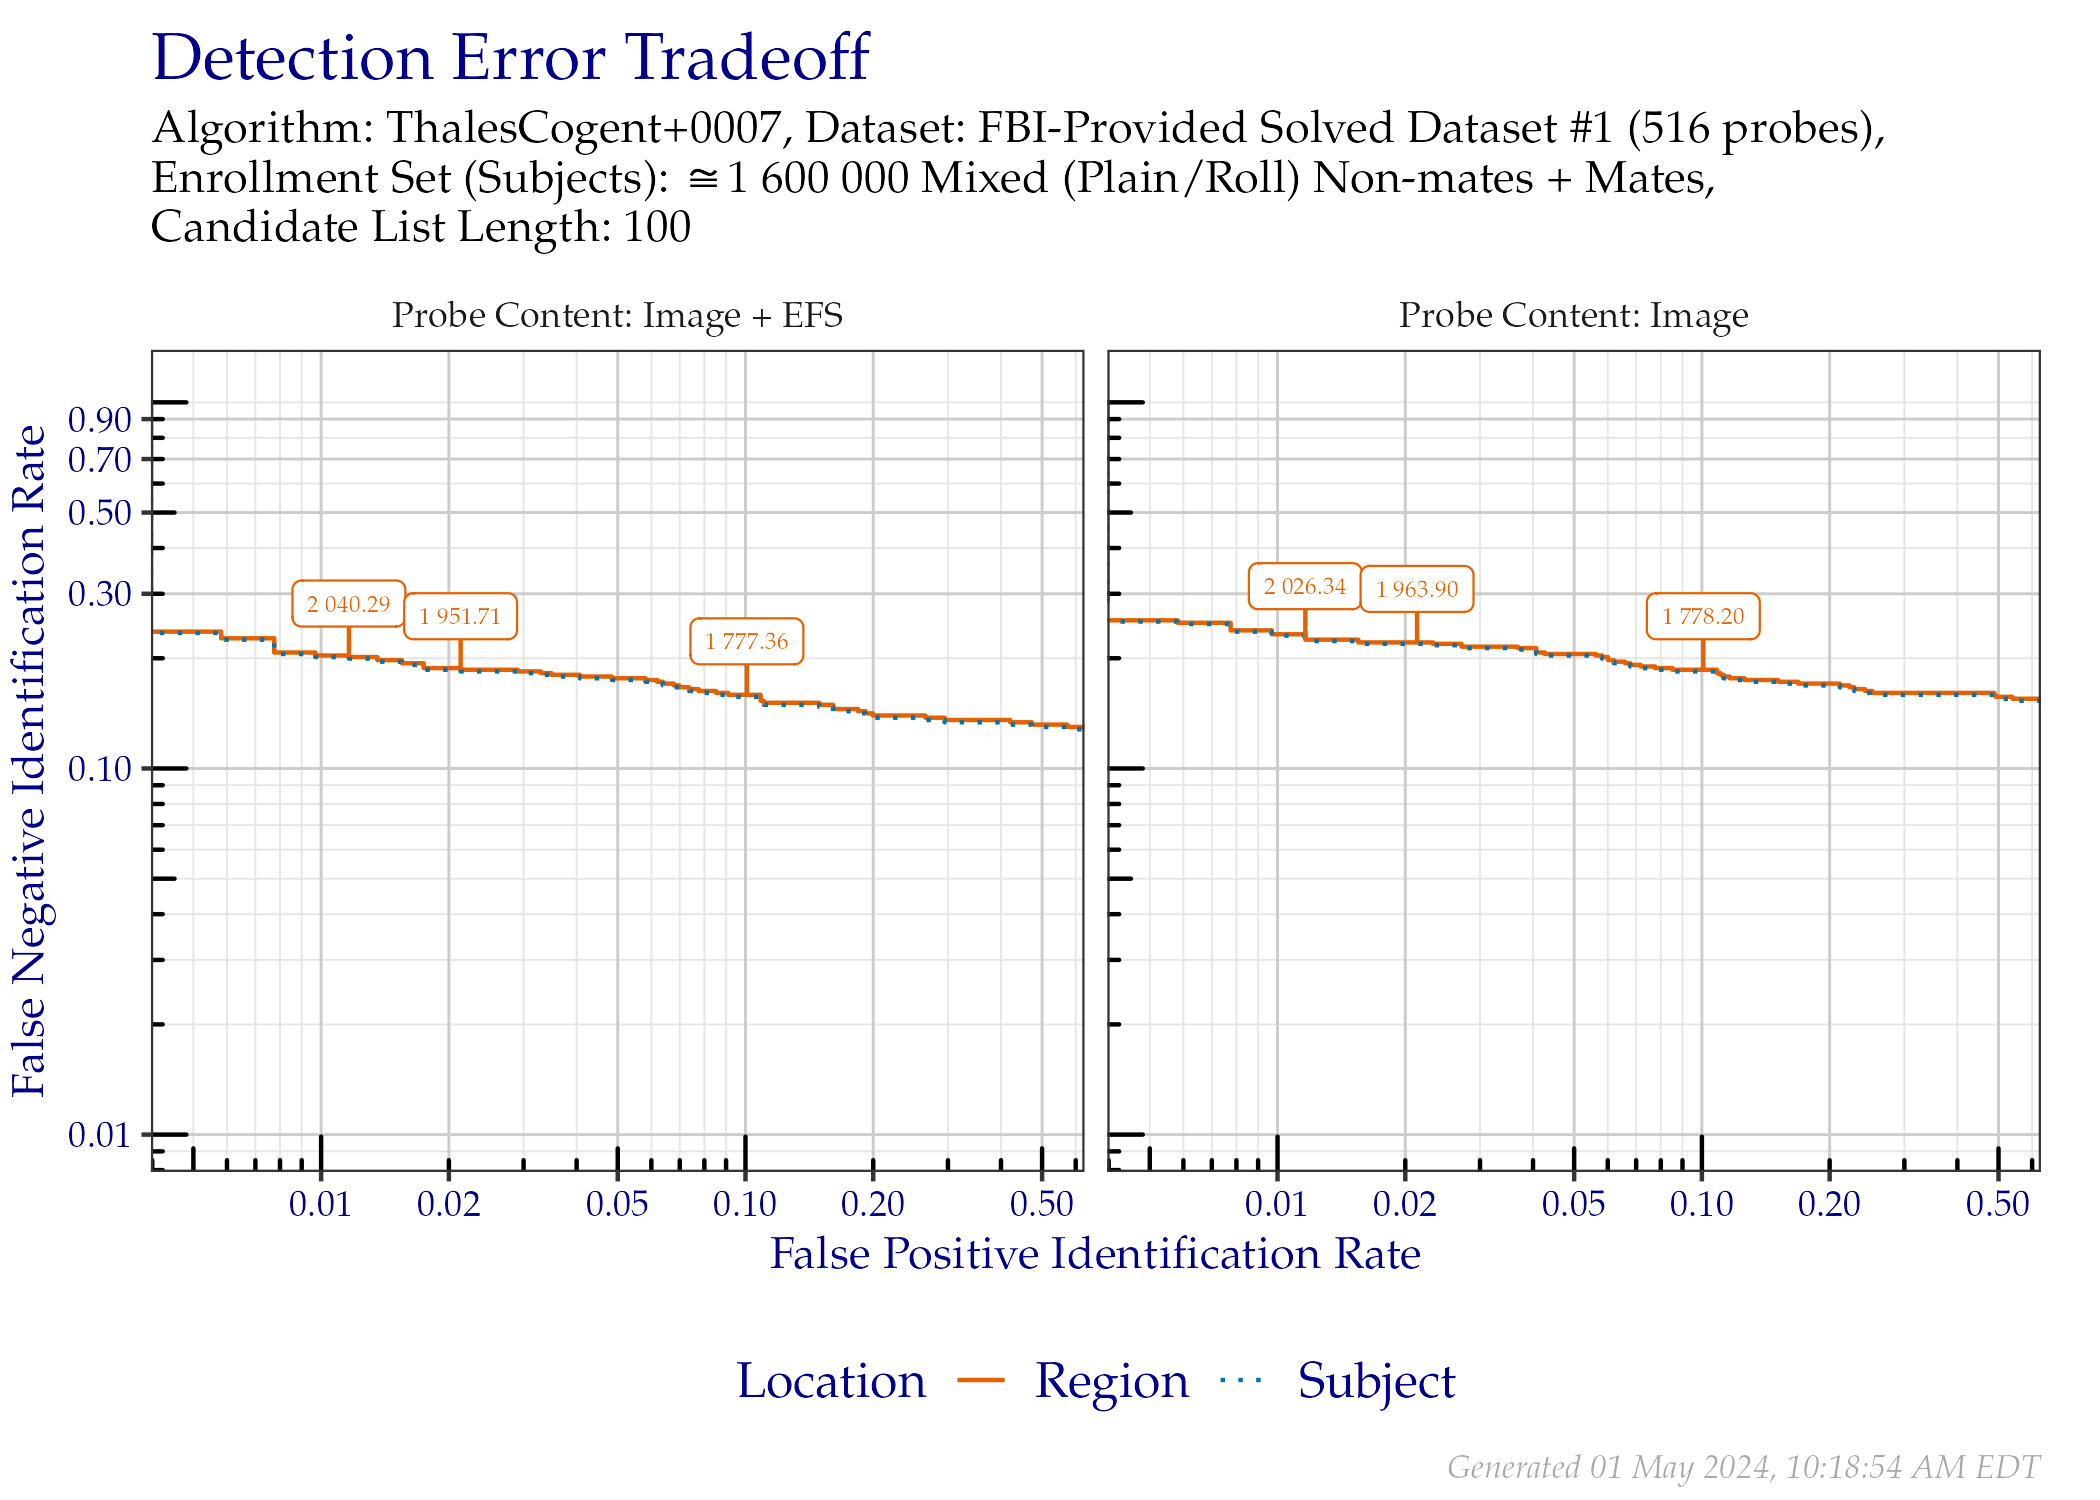 Detection Error Tradeoff
Algorithm: ThalesCogent+0007, Dataset: FBI-Provided Solved Dataset #1 (516 probes),
Enrollment Set (Subjects): ≅ 1 600 000 Mixed (Plain/Roll) Non-mates + Mates,
Candidate List Length: 100
Probe Content: Image + EFS
Probe Content: Image
False Negative Identification Rate
0.90
0.70
0.50
0.30
0.10
0.01
2 040.29
1 951.71
1 777.36
2 026.34
1 963.90
1 778.20
0.01 0.02 0.05 0.10 0.20 0.50
0.01 0.02 0.05 0.10 0.20 0.50
False Positive Identification Rate
Location Region Subject
Generated 01 May 2024, 10:18:54 AM EDT